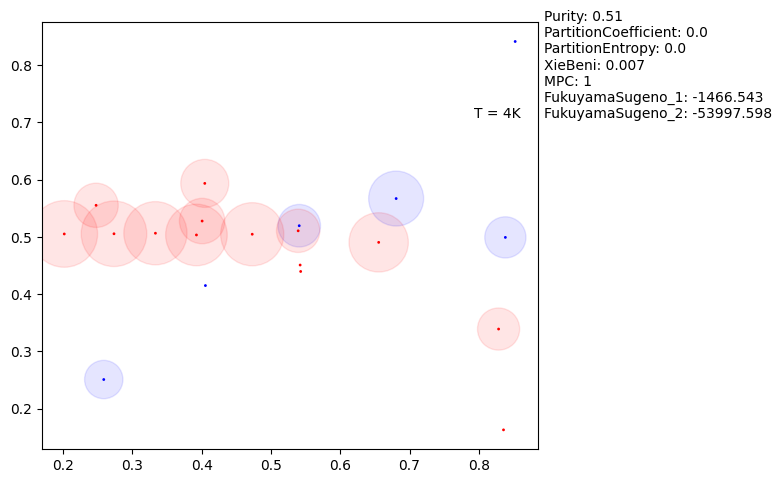 Purity: 0.51
PartitionCoefficient: 0.0
PartitionEntropy: 0.0
XieBeni: 0.007
MPC: 1
FukuyamaSugeno_1: -1466.543
FukuyamaSugeno_2: -53997.598
T = 4K
0.8
0.7
0.6
0.5
0.4
0.3
0.2
0.2 0.3 0.4 0.5 0.6 0.7 0.8